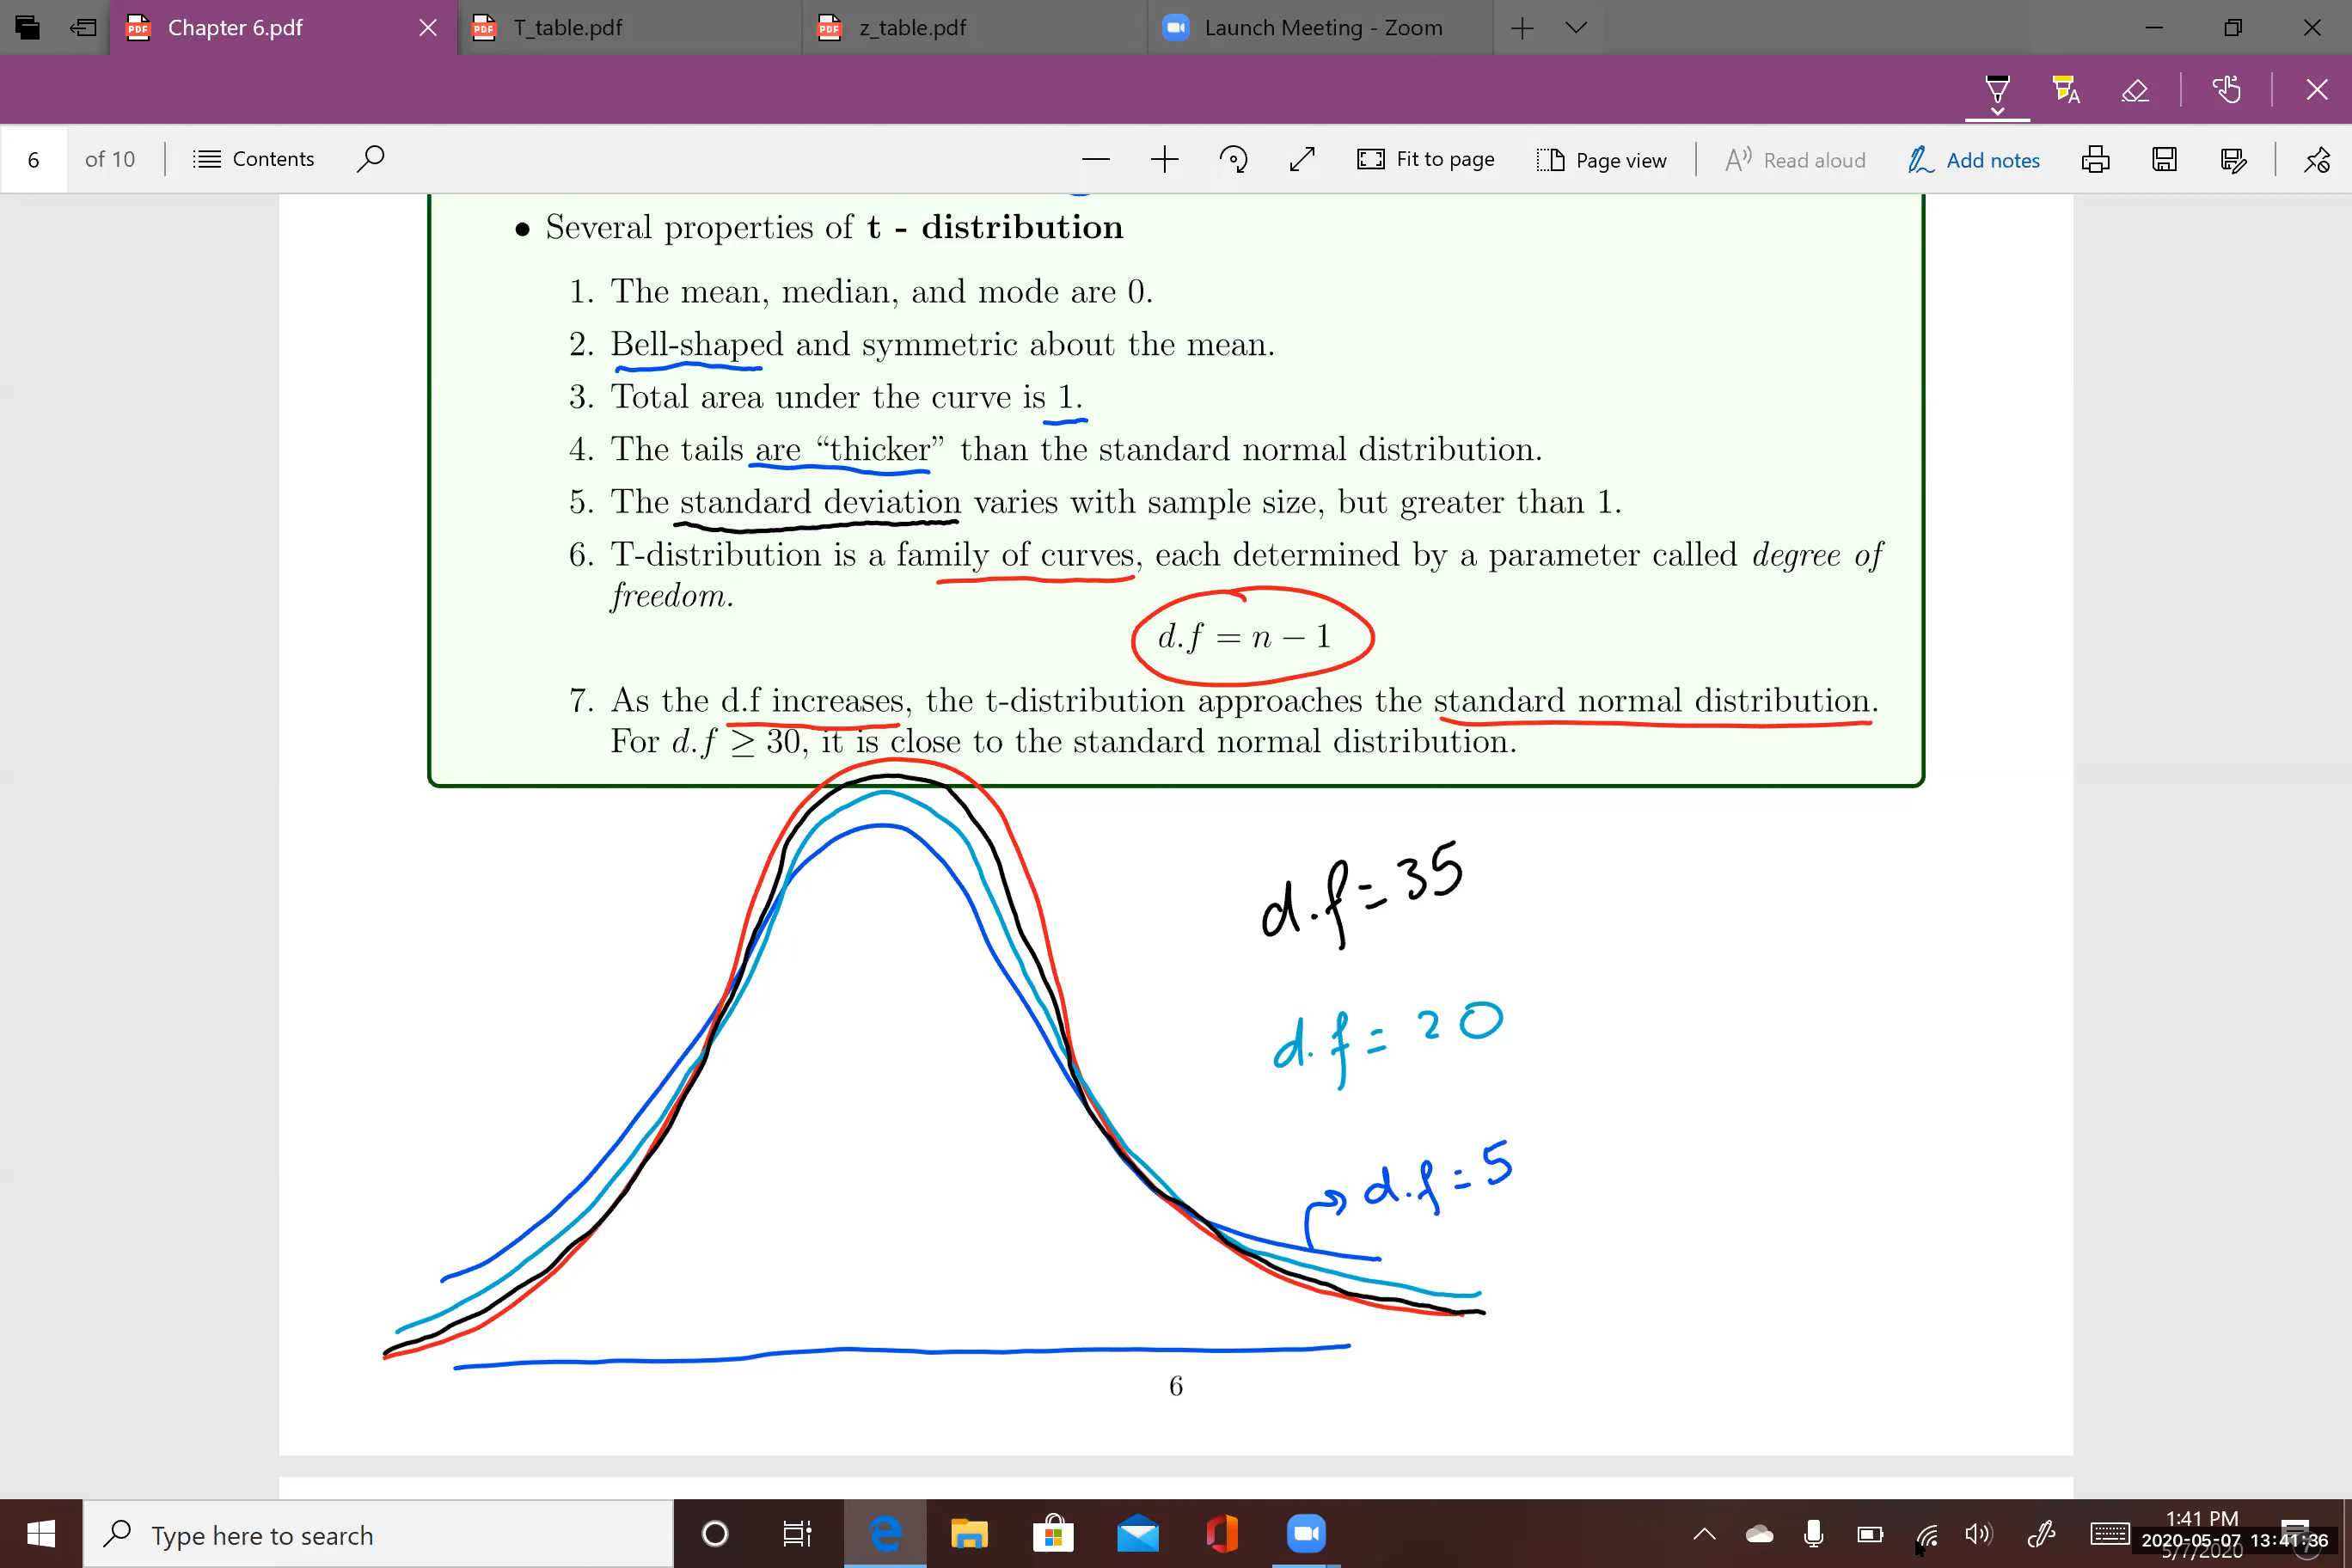 Chapter 6.pdf
T_table.pdf
z_table.pdf
Launch Meeting - Zoom
6 of 10
Contents
Fit to page
Page view
Read aloud
Add notes
• Several properties of t - distribution
1. The mean, median, and mode are 0.
2. Bell-shaped and symmetric about the mean.
3. Total area under the curve is 1.
4. The tails are “thicker” than the standard normal distribution.
5. The standard deviation varies with sample size, but greater than 1.
6. T-distribution is a family of curves, each determined by a parameter called degree of
freedom.
d.f = n − 1
7. As the d.f increases, the t-distribution approaches the standard normal distribution.
For d.f ≥ 30, it is close to the standard normal distribution.
d.f = 35
d.f = 20
d.f = 5
6
Type here to search
1:41 PM
2020-05-07 13:41:36
5/7/2020